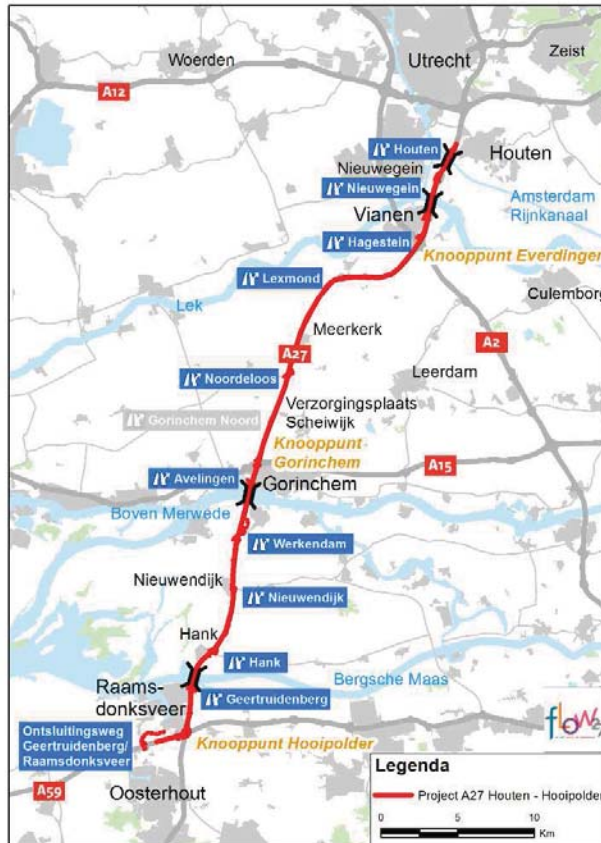 Woerden
Utrecht
Zeist
A12
Houten
Houten
Nieuwegein
Nieuwegein
Amsterdam
Rijnkanaal
Vianen
Hagestein
Knooppunt Everdingen
Lexmond
Culemborg
Lek
Meerkerk
A27
A2
Leerdam
Noordeloos
Verzorgingsplaats
Scheiwijk
Gorinchem Noord
Knooppunt
Gorinchem
A15
Avelingen
Gorinchem
Boven Merwede
Werkendam
Nieuwendijk
Nieuwendijk
Hank
Hank
Raams-
donksveer
Bergsche Maas
Geertruidenberg
Ontsluitingsweg
Geertruidenberg/
Raamsdonksveer
Knooppunt Hooipolder
A59
Oosterhout
Legenda
Project A27 Houten - Hooipolder
0 5 10
Km